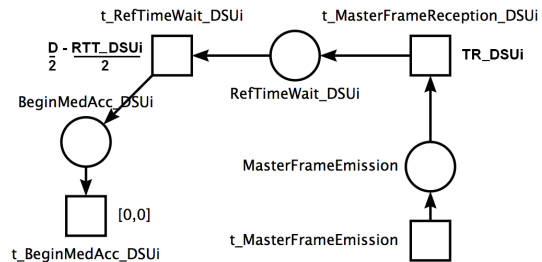 t_RefTimeWait_DSUi
t_MasterFrameReception_DSUi
D/2 - RTT_DSUi/2
TR_DSUi
RefTimeWait_DSUi
BeginMedAcc_DSUi
MasterFrameEmission
[0,0]
t_MasterFrameEmission
t_BeginMedAcc_DSUi